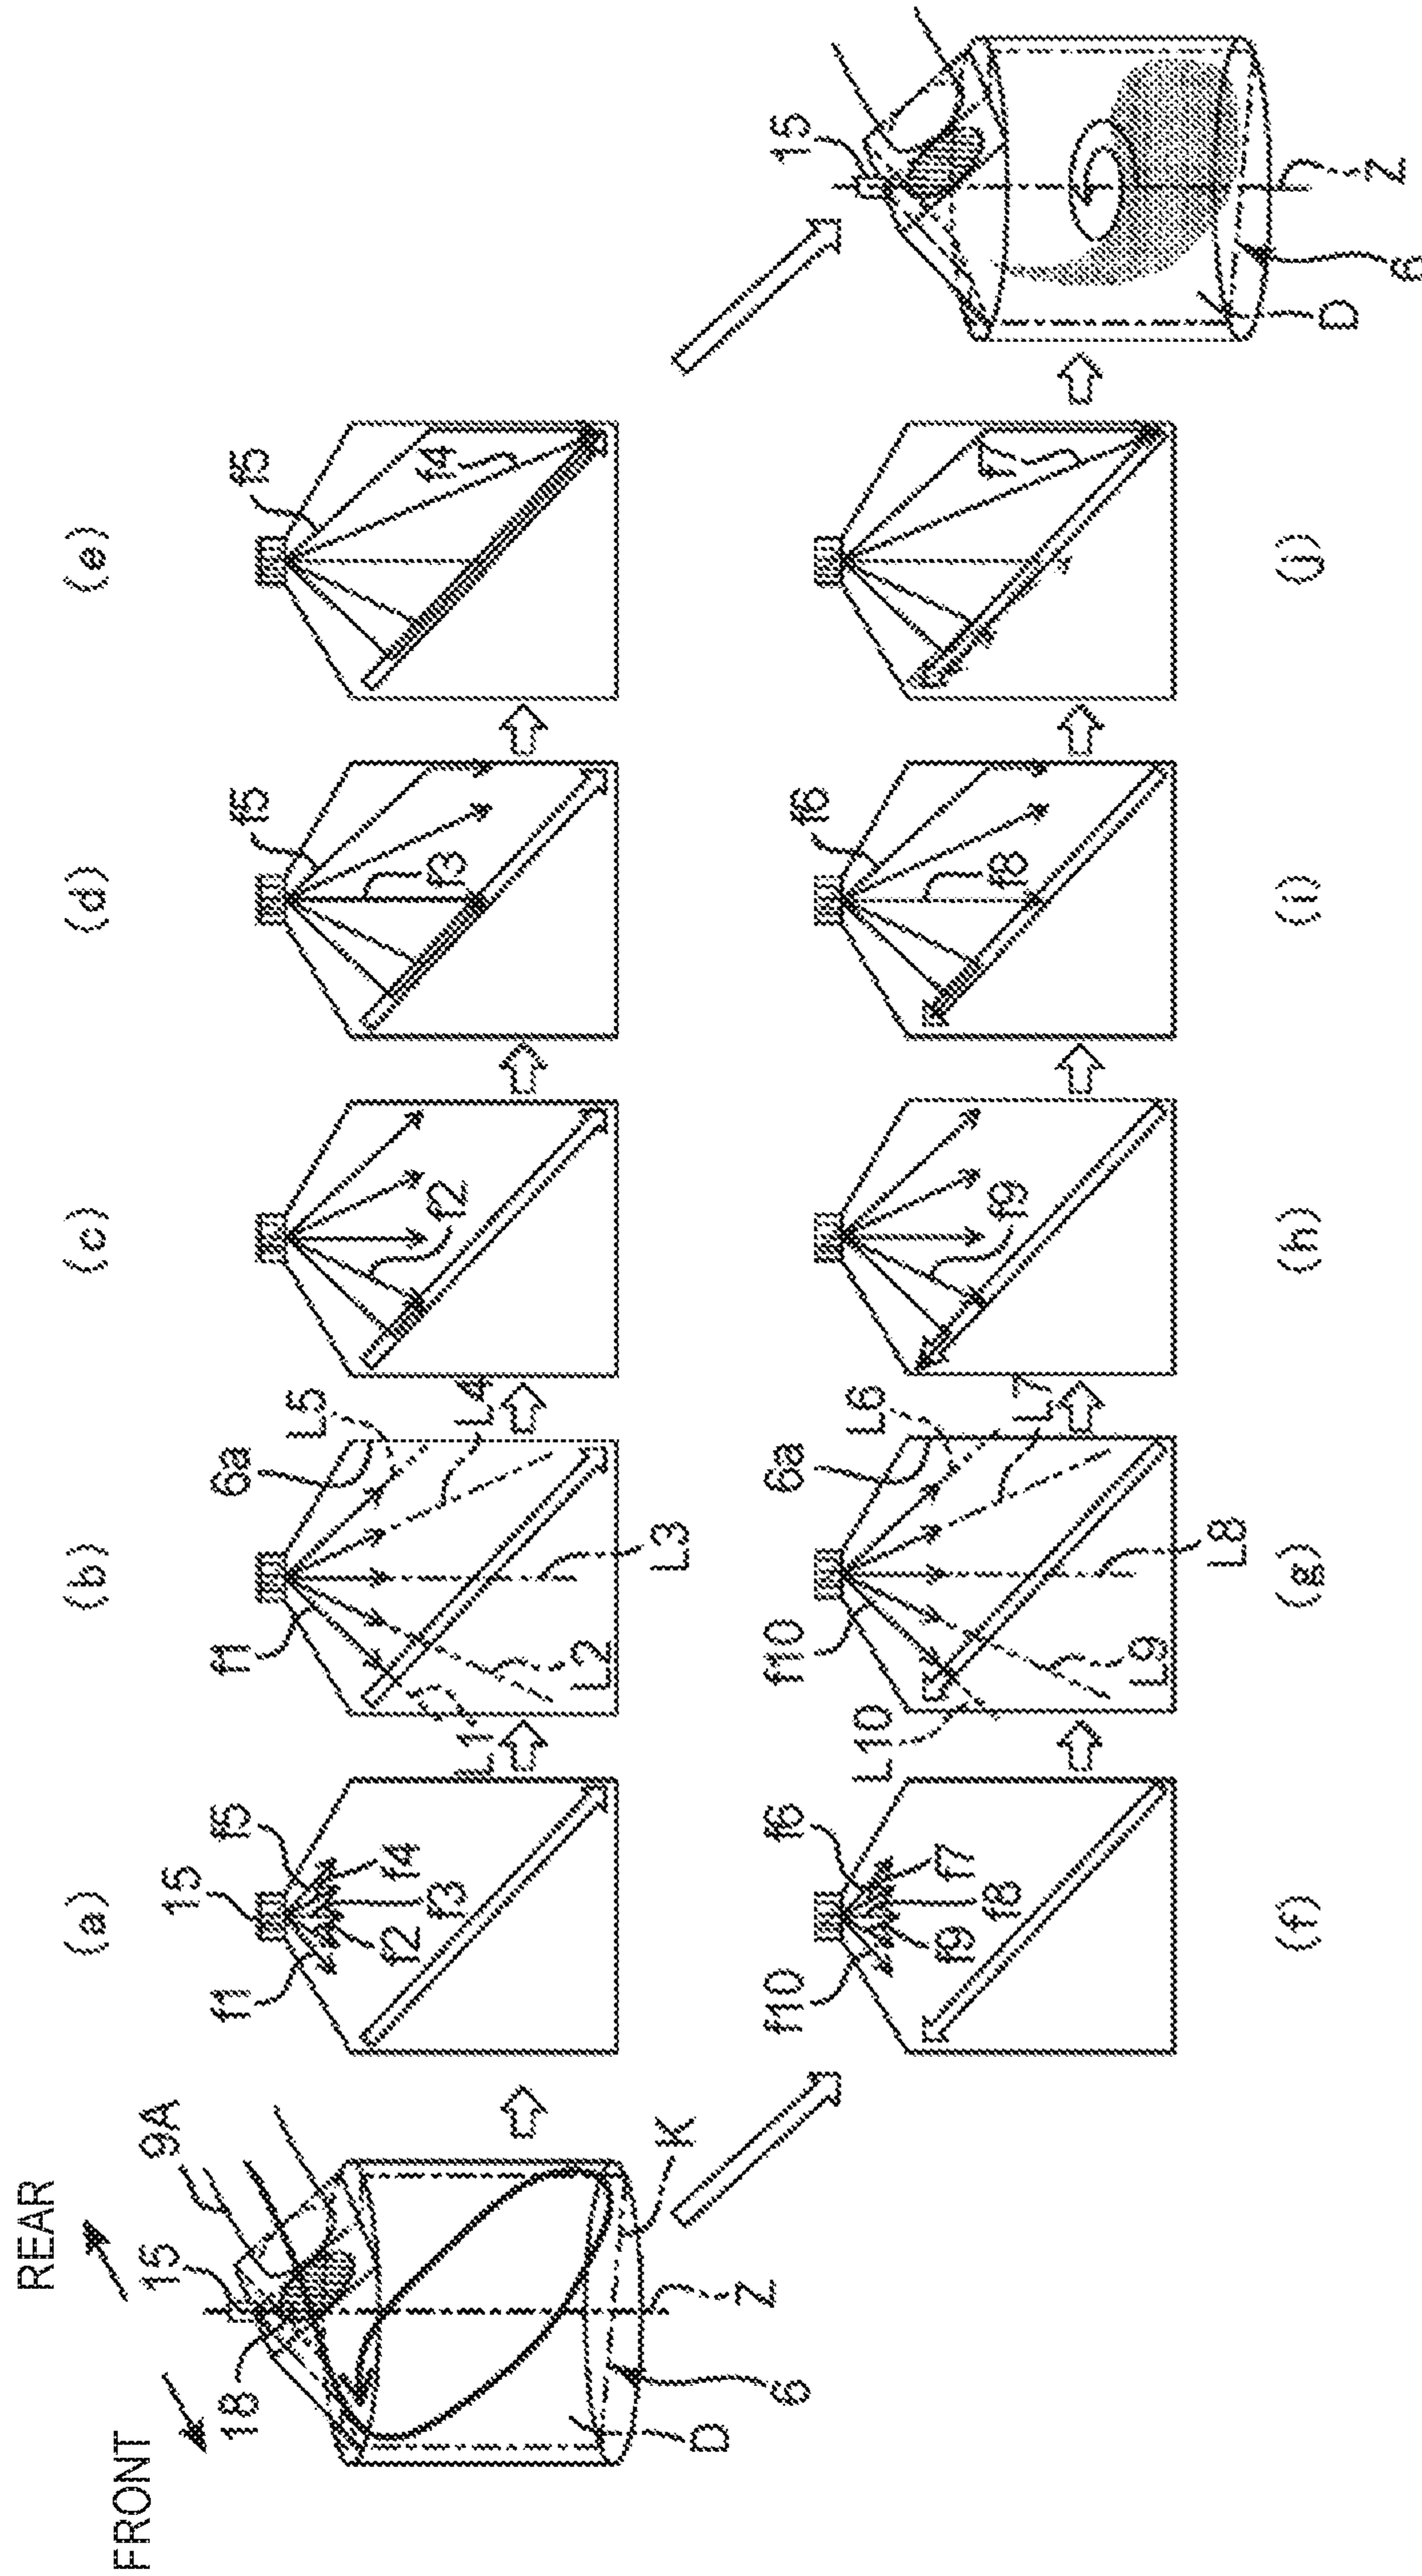 FRONT
REAR
15
9A
18
K
Z
6
D
(a)
15
f1
f5
f2
f3
f4
(b)
f1
6a
L5
L4
L1
L2
L3
(c)
f2
(d)
f5
f3
(e)
f5
f4
f10
f6
f9
f8
f7
(f)
f10
6a
L6
L7
L10
L9
L8
(g)
f9
(h)
f6
f8
(i)
f7
(j)
15
Z
6
D